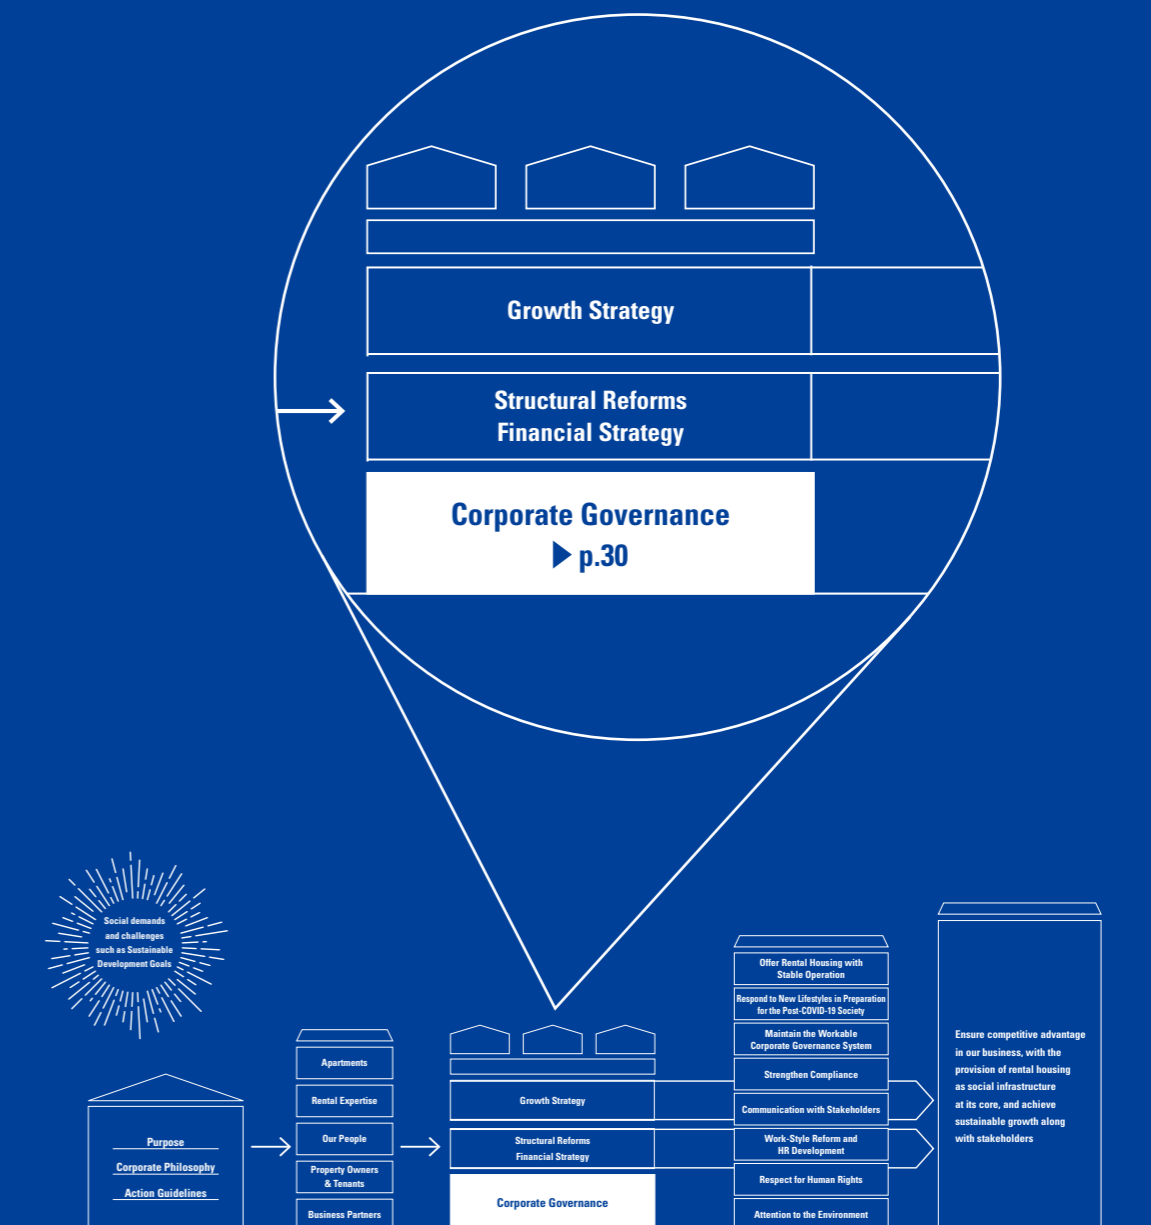 Growth Strategy
Structural Reforms
Financial Strategy
Corporate Governance
▶ p.30
Social demands
and challenges
such as Sustainable
Development Goals
Purpose
Corporate Philosophy
Action Guidelines
Apartments
Rental Expertise
Our People
Property Owners
& Tenants
Business Partners
Growth Strategy
Structural Reforms
Financial Strategy
Corporate Governance
Offer Rental Housing with
Stable Operation
Respond to New Lifestyles in Preparation
for the Post-COVID-19 Society
Maintain the Workable
Corporate Governance System
Strengthen Compliance
Communication with Stakeholders
Work-Style Reform and
HR Development
Respect for Human Rights
Attention to the Environment
Ensure competitive advantage
in our business, with the
provision of rental housing
as social infrastructure
at its core, and achieve
sustainable growth along
with stakeholders